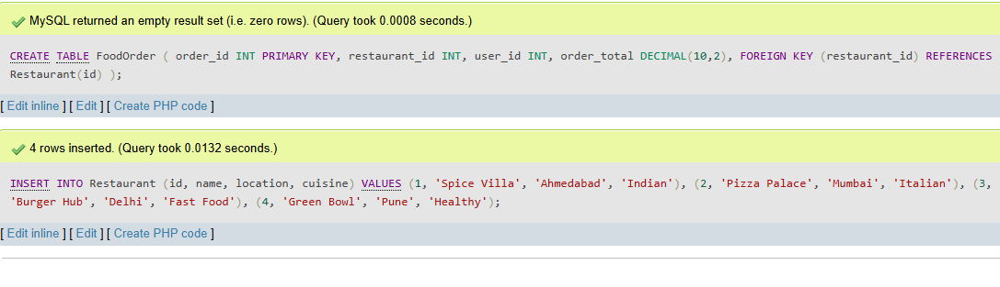 MySQL returned an empty result set (i.e. zero rows). (Query took 0.0008 seconds.)
CREATE TABLE FoodOrder ( order_id INT PRIMARY KEY, restaurant_id INT, user_id INT, order_total DECIMAL(10,2), FOREIGN KEY (restaurant_id) REFERENCES
Restaurant(id) );
[ Edit inline ] [ Edit ] [ Create PHP code ]
4 rows inserted. (Query took 0.0132 seconds.)
INSERT INTO Restaurant (id, name, location, cuisine) VALUES (1, 'Spice Villa', 'Ahmedabad', 'Indian'), (2, 'Pizza Palace', 'Mumbai', 'Italian'), (3,
'Burger Hub', 'Delhi', 'Fast Food'), (4, 'Green Bowl', 'Pune', 'Healthy');
[ Edit inline ] [ Edit ] [ Create PHP code ]